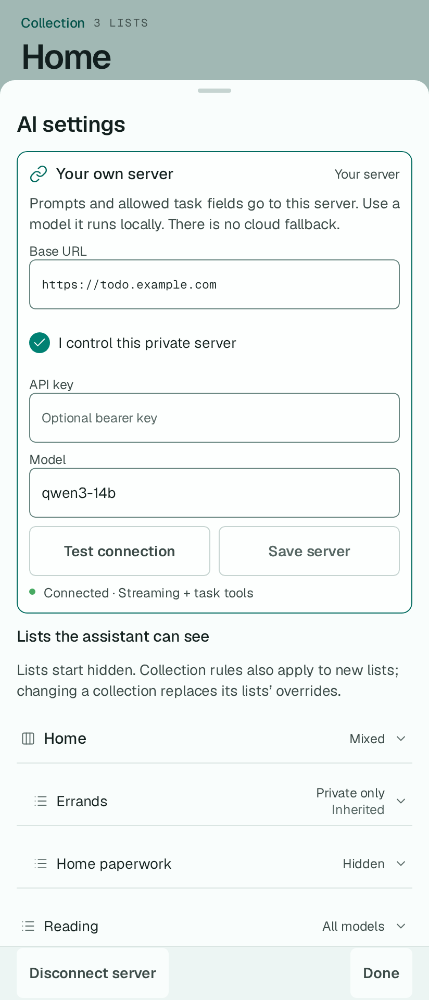 Collection 3 LISTS
Home
AI settings
Your own server
Your server
Prompts and allowed task fields go to this server. Use a
model it runs locally. There is no cloud fallback.
Base URL
https://todo.example.com
I control this private server
API key
Optional bearer key
Model
qwen3-14b
Test connection
Save server
Connected · Streaming + task tools
Lists the assistant can see
Lists start hidden. Collection rules also apply to new lists;
changing a collection replaces its lists’ overrides.
Home
Mixed
Errands
Private only
Inherited
Home paperwork
Hidden
Reading
All models
Disconnect server
Done